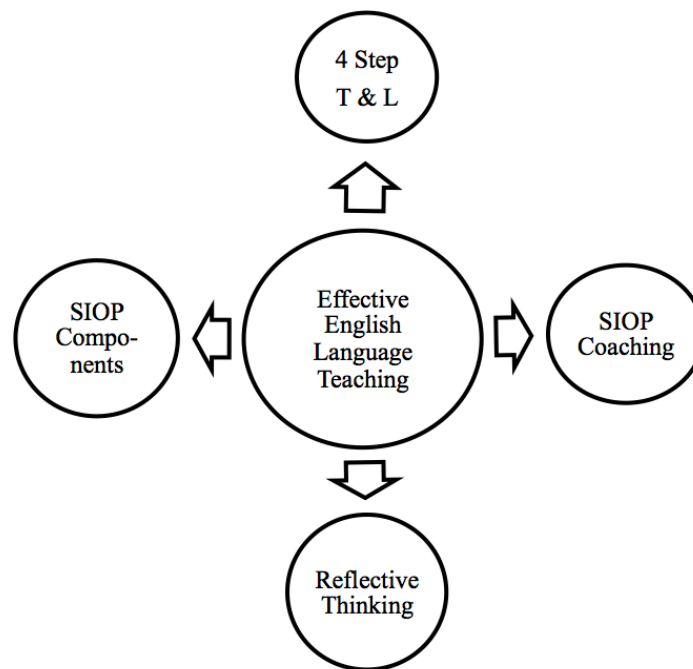 4 Step
T & L
SIOP
Compo-
nents
Effective
English
Language
Teaching
SIOP
Coaching
Reflective
Thinking